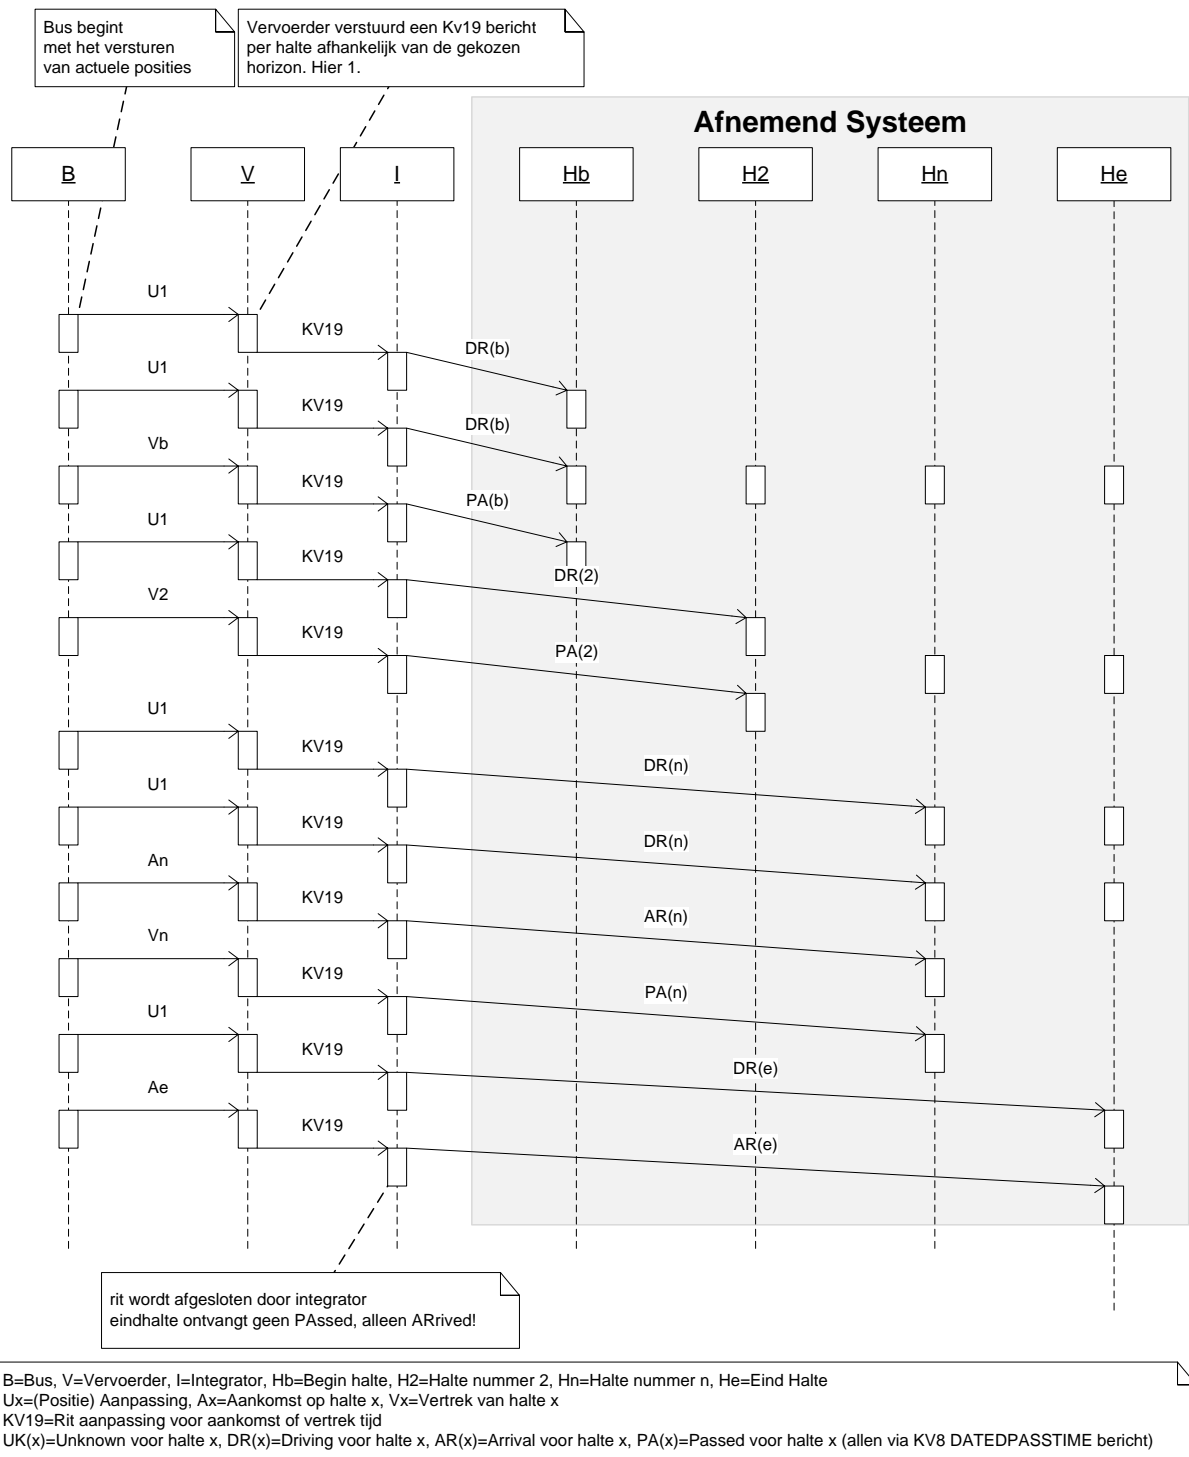 Bus begint
met het versturen
van actuele posities
Vervoerder verstuurd een Kv19 bericht
per halte afhankelijk van de gekozen
horizon. Hier 1.
Afnemend Systeem
B
V
I
Hb
H2
Hn
He
U1
KV19
DR(b)
U1
KV19
DR(b)
Vb
KV19
PA(b)
U1
KV19
DR(2)
V2
KV19
PA(2)
U1
KV19
DR(n)
U1
KV19
DR(n)
An
KV19
AR(n)
Vn
KV19
PA(n)
U1
KV19
DR(e)
Ae
KV19
AR(e)
rit wordt afgesloten door integrator
eindhalte ontvangt geen PAssed, alleen ARrived!
B=Bus, V=Vervoerder, I=Integrator, Hb=Begin halte, H2=Halte nummer 2, Hn=Halte nummer n, He=Eind Halte
Ux=(Positie) Aanpassing, Ax=Aankomst op halte x, Vx=Vertrek van halte x
KV19=Rit aanpassing voor aankomst of vertrek tijd
UK(x)=Unknown voor halte x, DR(x)=Driving voor halte x, AR(x)=Arrival voor halte x, PA(x)=Passed voor halte x (allen via KV8 DATEDPASSTIME bericht)